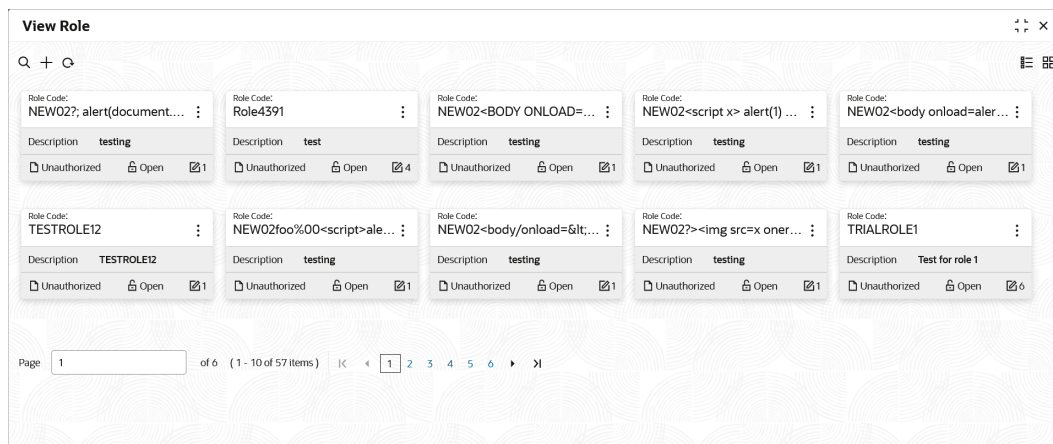 View Role
Role Code: Role Code: Role Code: Role Code: Role Code:
NEW02?; alert(document.... Role4391 NEW02<BODY ONLOAD=... NEW02<script x> alert(1) ... NEW02<body onload=aler...
Description testing Description test Description testing Description testing Description testing
Unauthorized Open 1 Unauthorized Open 4 Unauthorized Open 1 Unauthorized Open 1 Unauthorized Open 1
Role Code: Role Code: Role Code: Role Code: Role Code:
TESTROLE12 NEW02foo%00<script>ale... NEW02<body/onload=&lt;... NEW02?><img src=x oner... TRIALROLE1
Description TESTROLE12 Description testing Description testing Description testing Description Test for role 1
Unauthorized Open 1 Unauthorized Open 1 Unauthorized Open 1 Unauthorized Open 1 Unauthorized Open 6
Page 1 of 6 ( 1 - 10 of 57 items ) 1 2 3 4 5 6